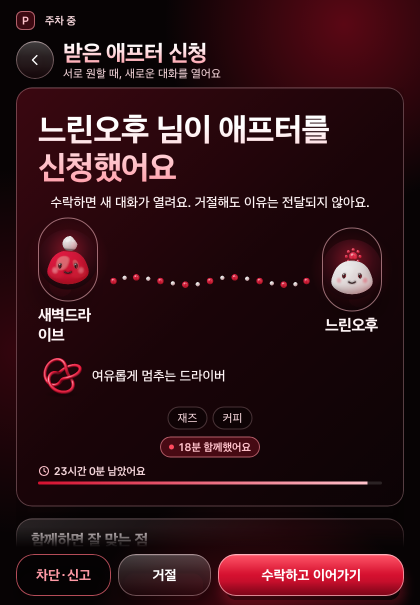 P 주차 중
받은 애프터 신청
서로 원할 때, 새로운 대화를 열어요
느린오후 님이 애프터를
신청했어요
수락하면 새 대화가 열려요. 거절해도 이유는 전달되지 않아요.
새벽드라
이브
느린오후
여유롭게 멈추는 드라이버
재즈 커피
18분 함께했어요
23시간 0분 남았어요
함께하면 잘 맞는 점
차단·신고 거절 수락하고 이어가기